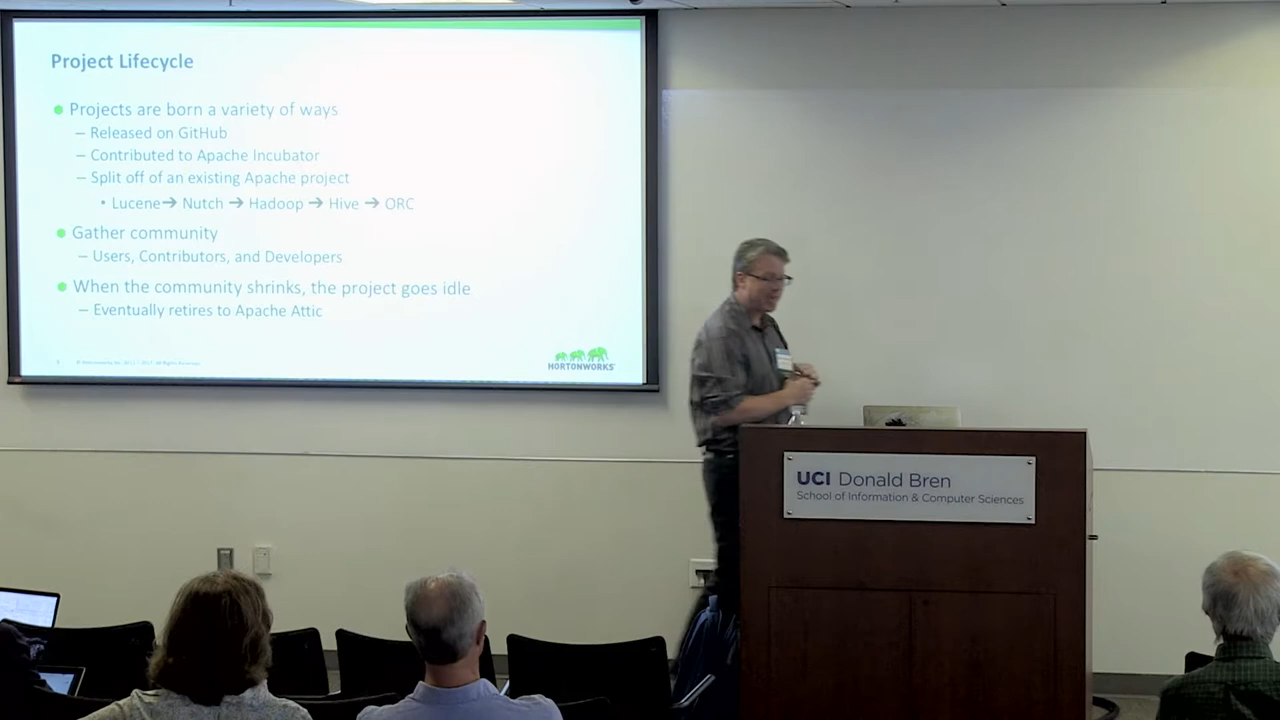 Project Lifecycle
Projects are born a variety of ways
– Released on GitHub
– Contributed to Apache Incubator
– Split off of an existing Apache project
• Lucene➔ Nutch ➔ Hadoop ➔ Hive ➔ ORC
Gather community
– Users, Contributors, and Developers
When the community shrinks, the project goes idle
– Eventually retires to Apache Attic
HORTONWORKS
UCI Donald Bren
School of Information & Computer Sciences